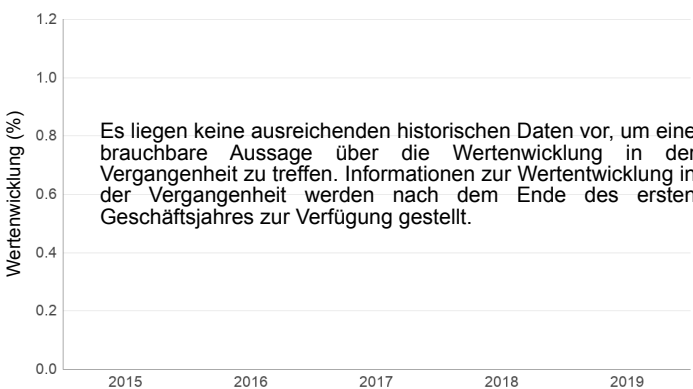 1.2
1.0
Wertenwicklung (%)
0.8
Es liegen keine ausreichenden historischen Daten vor, um eine
brauchbare Aussage über die Wertenwicklung in der
Vergangenheit zu treffen. Informationen zur Wertentwicklung in
der Vergangenheit werden nach dem Ende des ersten
Geschäftsjahres zur Verfügung gestellt.
0.6
0.4
0.2
0.0
2015 2016 2017 2018 2019